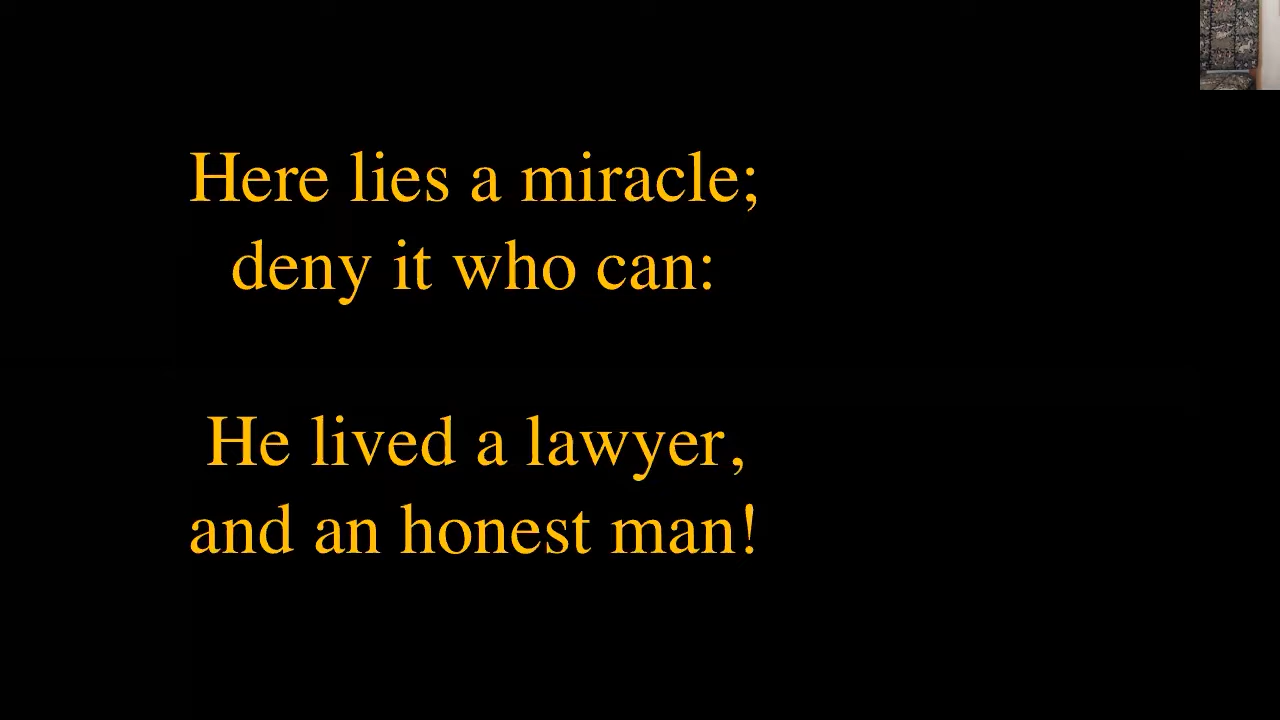 Here lies a miracle;
deny it who can:
He lived a lawyer,
and an honest man!